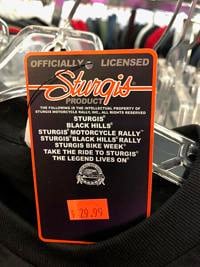 OFFICIALLY LICENSED
Sturgis
PRODUCT
THE FOLLOWING IS THE INTELLECTUAL PROPERTY OF
STURGIS MOTORCYCLE RALLY, INC., ALL RIGHTS RESERVED
STURGIS®
BLACK HILLS®
STURGIS® MOTORCYCLE RALLY™
STURGIS® BLACK HILLS® RALLY
STURGIS BIKE WEEK®
TAKE THE RIDE TO STURGIS®
THE LEGEND LIVES ON®
$ 29.99